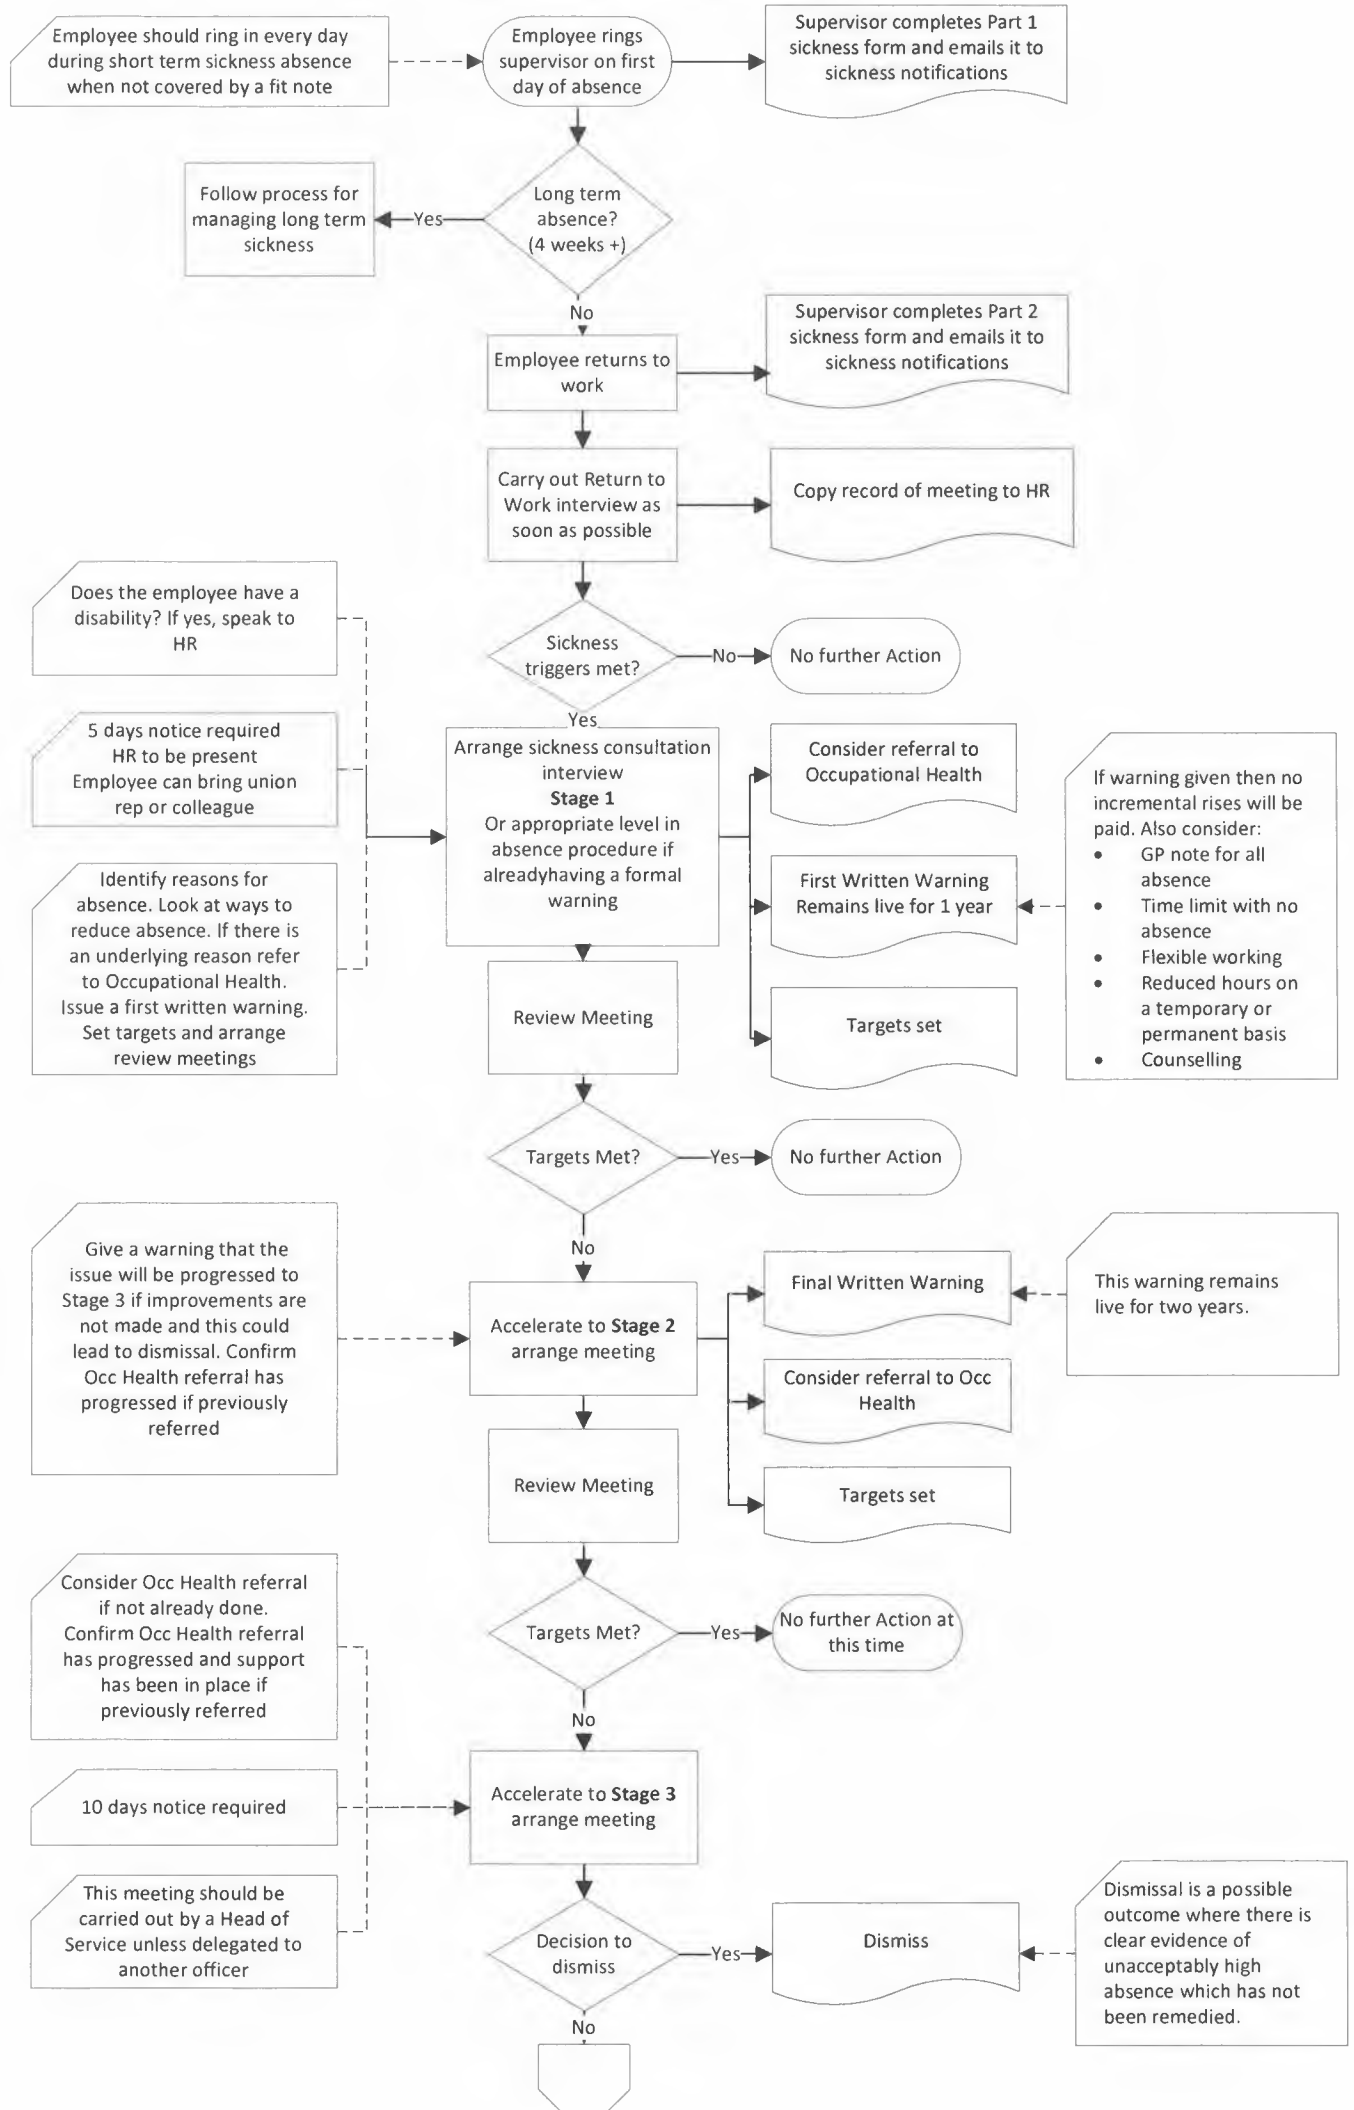 Employee should ring in every day
during short term sickness absence
when not covered by a fit note
Employee rings
supervisor on first
day of absence
Supervisor completes Part 1
sickness form and emails it to
sickness notifications
Follow process for
managing long term
sickness
Yes
Long term
absence?
(4 weeks +)
No
Employee returns to
work
Supervisor completes Part 2
sickness form and emails it to
sickness notifications
Carry out Return to
Work interview as
soon as possible
Copy record of meeting to HR
Does the employee have a
disability? If yes, speak to
HR
Sickness
triggers met?
No
No further Action
Yes
5 days notice required
HR to be present
Employee can bring union
rep or colleague
Identify reasons for
absence. Look at ways to
reduce absence. If there is
an underlying reason refer
to Occupational Health.
Issue a first written warning.
Set targets and arrange
review meetings
Arrange sickness consultation
interview
Stage 1
Or appropriate level in
absence procedure if
alreadyhaving a formal
warning
Consider referral to
Occupational Health
First Written Warning
Remains live for 1 year
Targets set
If warning given then no
incremental rises will be
paid. Also consider:
• GP note for all
absence
• Time limit with no
absence
• Flexible working
• Reduced hours on
a temporary or
permanent basis
• Counselling
Review Meeting
Targets Met?
Yes
No further Action
No
Give a warning that the
issue will be progressed to
Stage 3 if improvements are
not made and this could
lead to dismissal. Confirm
Occ Health referral has
progressed if previously
referred
Accelerate to Stage 2
arrange meeting
Final Written Warning
This warning remains
live for two years.
Consider referral to Occ
Health
Targets set
Review Meeting
Targets Met?
Yes
No further Action at
this time
No
Consider Occ Health referral
if not already done.
Confirm Occ Health referral
has progressed and support
has been in place if
previously referred
10 days notice required
This meeting should be
carried out by a Head of
Service unless delegated to
another officer
Accelerate to Stage 3
arrange meeting
Decision to
dismiss
Yes
Dismiss
Dismissal is a possible
outcome where there is
clear evidence of
unacceptably high
absence which has not
been remedied.
No